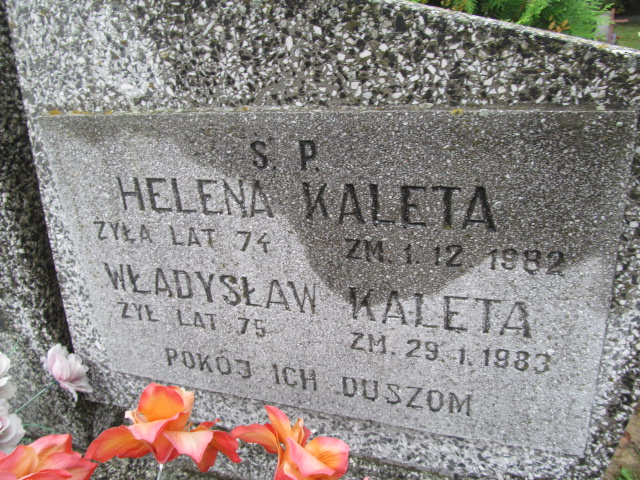 Ś. P.
HELENA KALETA
ŻYŁA LAT 74 ZM. 1.12.1982
WŁADYSŁAW KALETA
ŻYŁ LAT 75 ZM. 29.1.1983
POKÓJ ICH DUSZOM